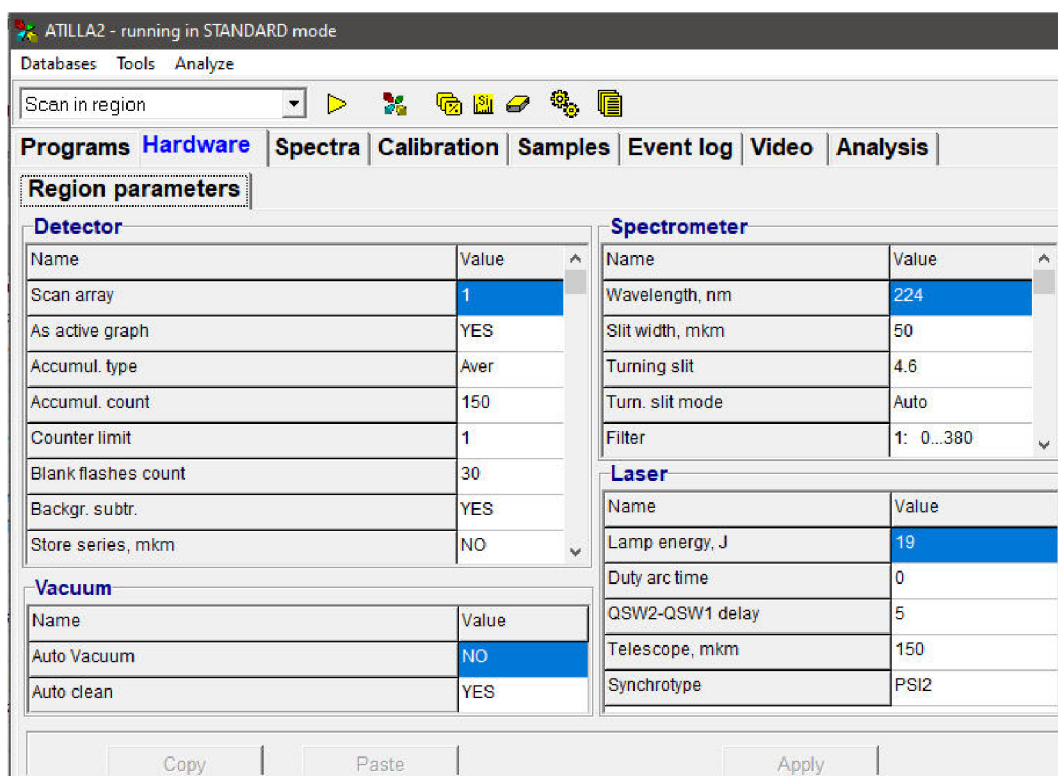 ATILLA2 - running in STANDARD mode
Databases Tools Analyze
Scan in region
Programs Hardware Spectra Calibration Samples Event log Video Analysis
Region parameters
Detector
Name Value
Scan array 1
As active graph YES
Accumul. type Aver
Accumul. count 150
Counter limit 1
Blank flashes count 30
Backgr. subtr. YES
Store series, mkm NO
Vacuum
Name Value
Auto Vacuum NO
Auto clean YES
Spectrometer
Name Value
Wavelength, nm 224
Slit width, mkm 50
Turning slit 4.6
Turn. slit mode Auto
Filter 1: 0...380
Laser
Name Value
Lamp energy, J 19
Duty arc time 0
QSW2-QSW1 delay 5
Telescope, mkm 150
Synchrotype PSI2
Copy Paste Apply